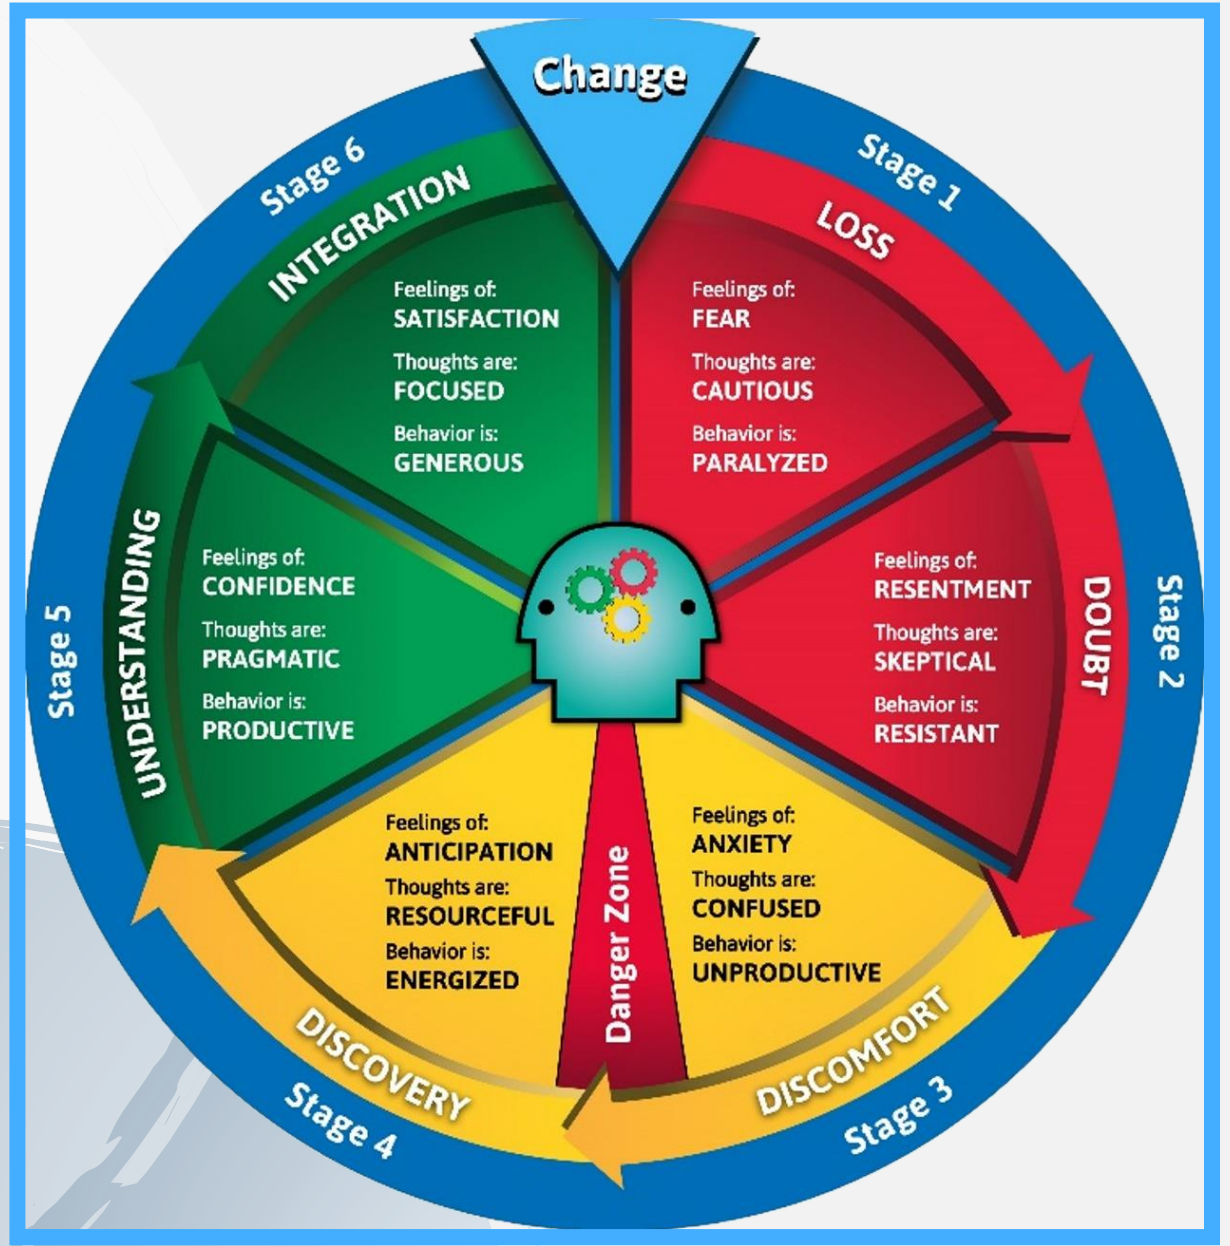 Change
Stage 1
LOSS
Feelings of:
FEAR
Thoughts are:
CAUTIOUS
Behavior is:
PARALYZED
Stage 2
DOUBT
Feelings of:
RESENTMENT
Thoughts are:
SKEPTICAL
Behavior is:
RESISTANT
Stage 3
DISCOMFORT
Feelings of:
ANXIETY
Thoughts are:
CONFUSED
Behavior is:
UNPRODUCTIVE
Danger Zone
Stage 4
DISCOVERY
Feelings of:
ANTICIPATION
Thoughts are:
RESOURCEFUL
Behavior is:
ENERGIZED
Stage 5
UNDERSTANDING
Feelings of:
CONFIDENCE
Thoughts are:
PRAGMATIC
Behavior is:
PRODUCTIVE
Stage 6
INTEGRATION
Feelings of:
SATISFACTION
Thoughts are:
FOCUSED
Behavior is:
GENEROUS